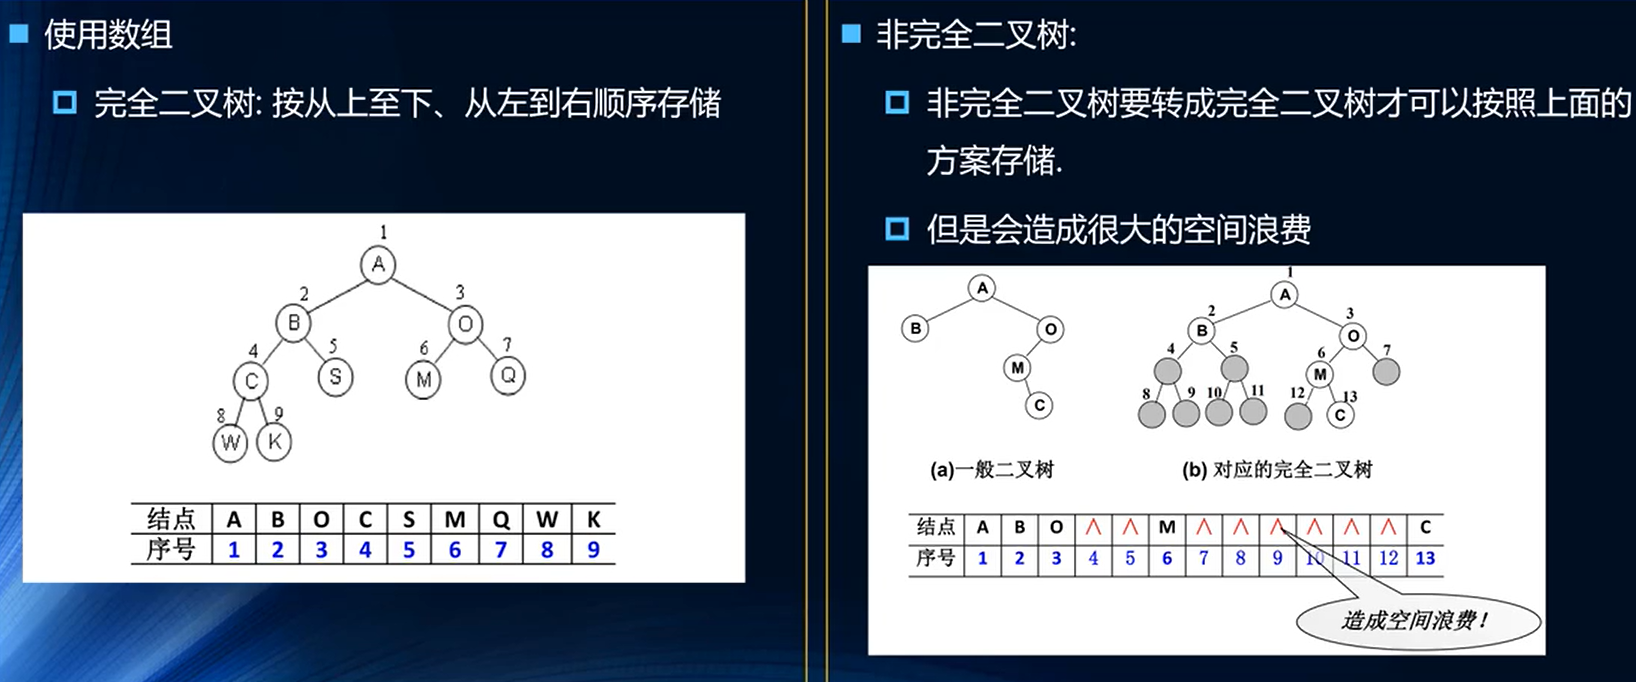 使用数组
完全二叉树: 按从上至下、从左到右顺序存储
1
A
2
3
B
O
4
5
6
7
C
S
M
Q
8
9
W
K
结点 A B O C S M Q W K
序号 1 2 3 4 5 6 7 8 9
非完全二叉树:
非完全二叉树要转成完全二叉树才可以按照上面的
方案存储.
但是会造成很大的空间浪费
A
B
O
M
C
(a)一般二叉树
1
A
2
3
B
O
4
5
6
7
M
8
9
10
11
12
13
C
(b) 对应的完全二叉树
结点 A B O ∧ ∧ M ∧ ∧ ∧ ∧ ∧ ∧ C
序号 1 2 3 4 5 6 7 8 9 10 11 12 13
造成空间浪费！